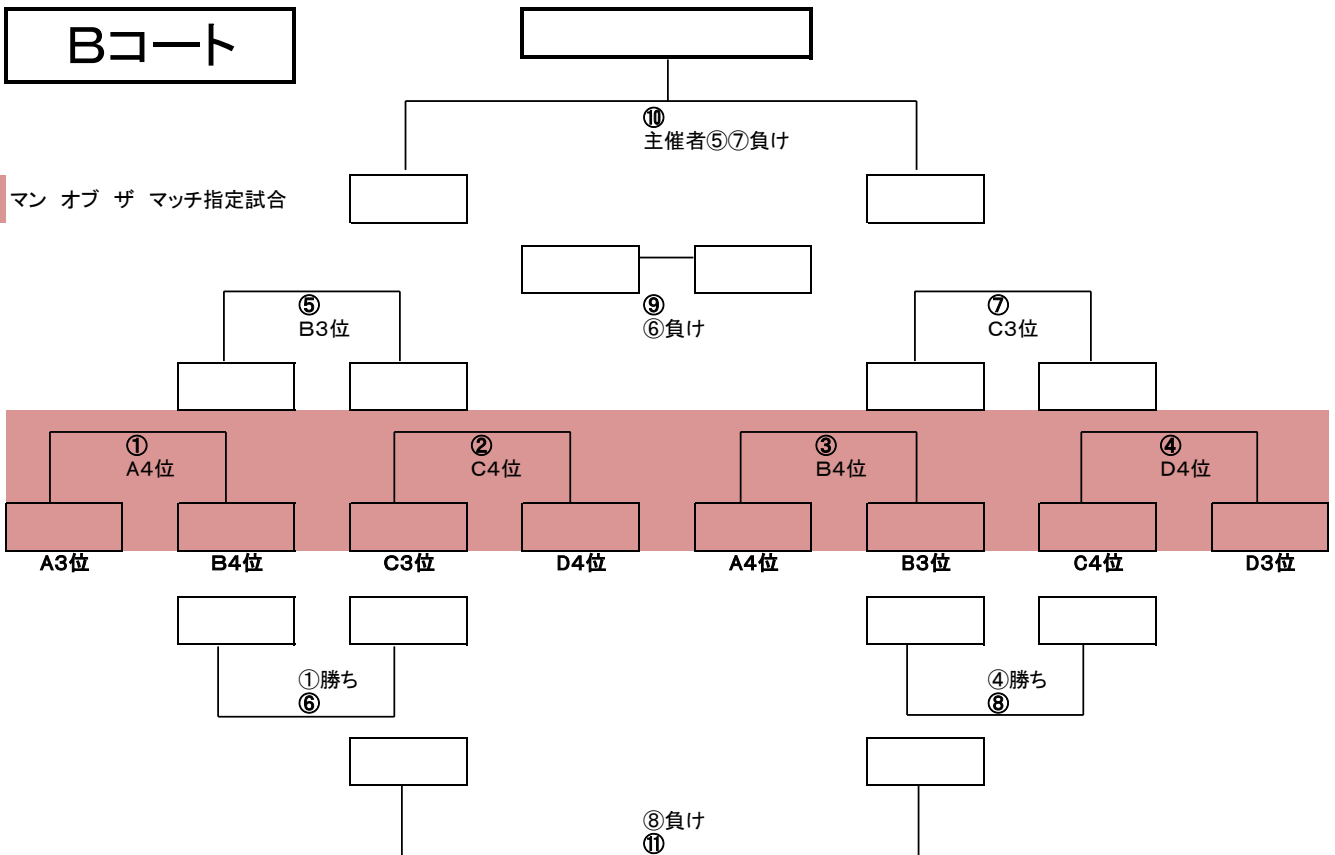 Bコート
⑩
主催者⑤⑦負け
マン オブ ザ マッチ指定試合
⑤
B3位
⑨
⑥負け
⑦
C3位
①
A4位
②
C4位
③
B4位
④
D4位
A3位
B4位
C3位
D4位
A4位
B3位
C4位
D3位
①勝ち
⑥
④勝ち
⑧
⑧負け
⑪